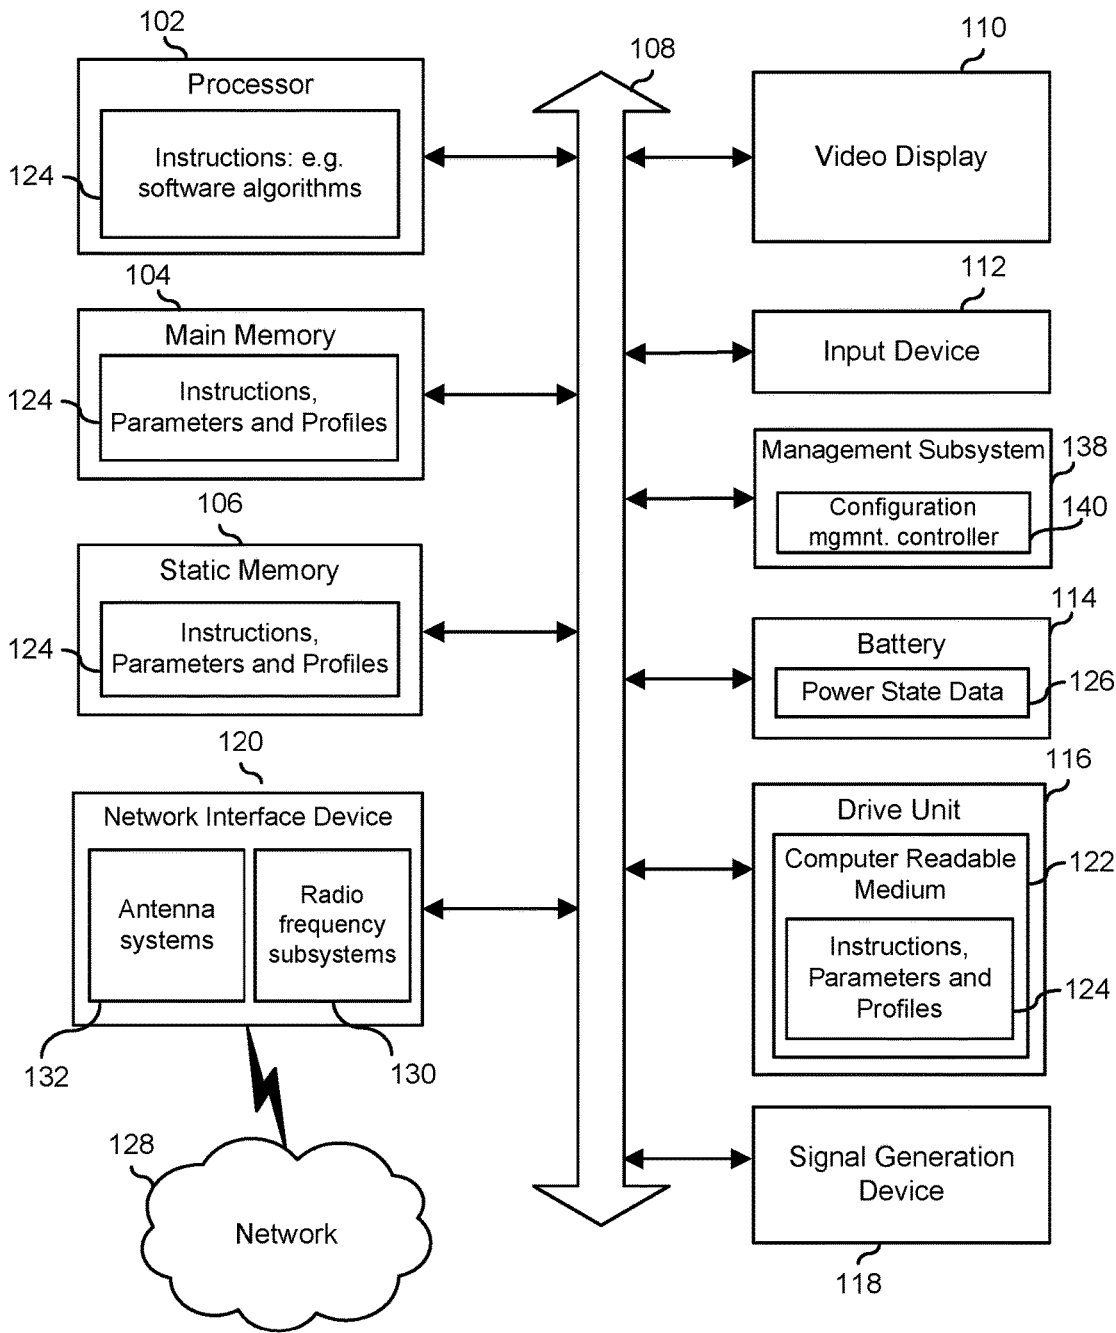 102
Processor
124
Instructions: e.g.
software algorithms
104
Main Memory
124
Instructions,
Parameters and Profiles
106
Static Memory
124
Instructions,
Parameters and Profiles
120
Network Interface Device
Antenna
systems
Radio
frequency
subsystems
132
130
128
Network
108
110
Video Display
112
Input Device
Management Subsystem
138
Configuration
mgmnt. controller
140
114
Battery
Power State Data
126
116
Drive Unit
Computer Readable
Medium
122
Instructions,
Parameters and
Profiles
124
Signal Generation
Device
118